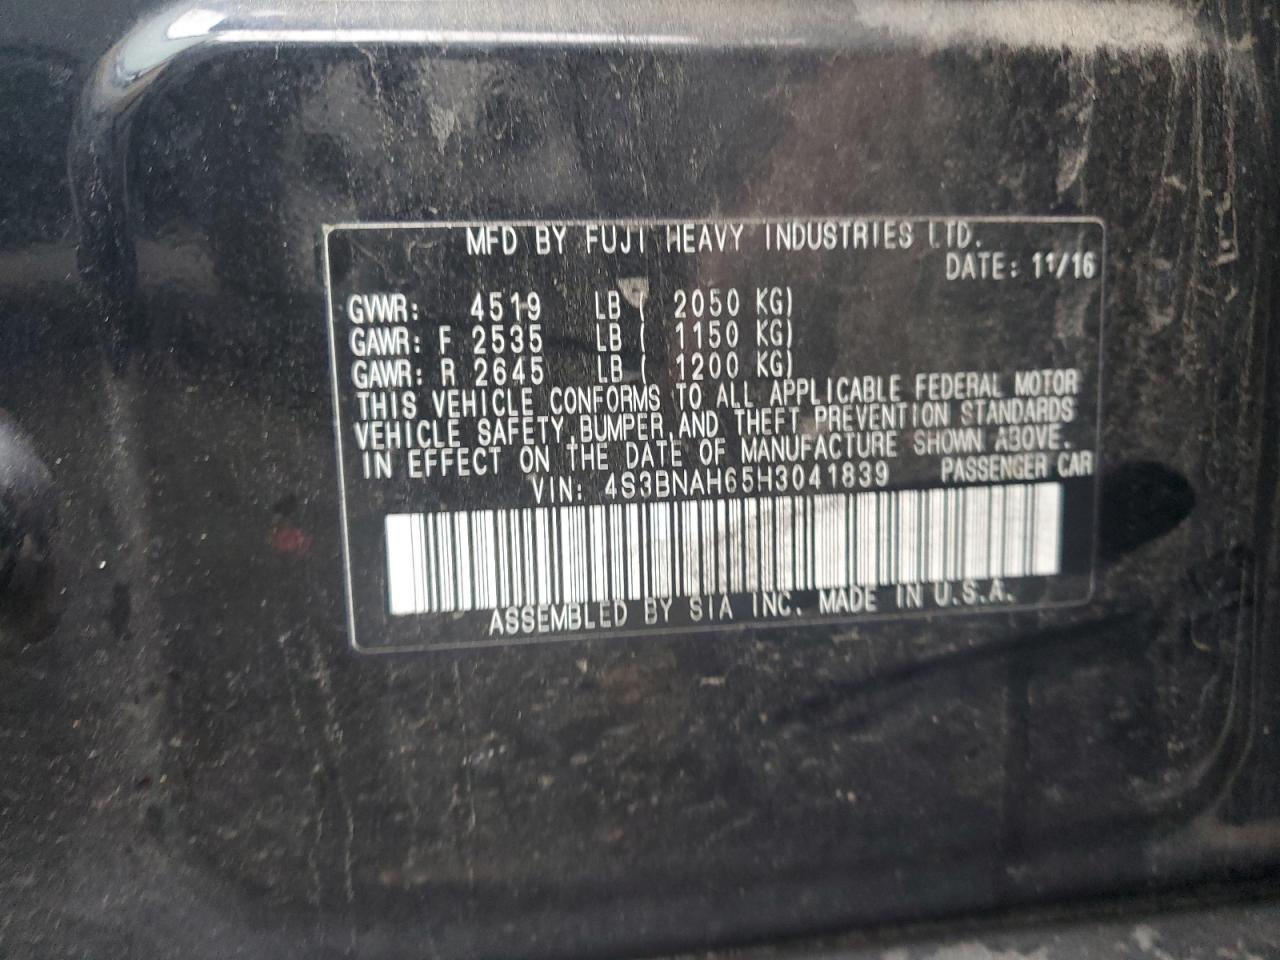 MFD BY FUJI HEAVY INDUSTRIES LTD.
DATE: 11/16
GVWR: 4519 LB ( 2050 KG)
GAWR: F 2535 LB ( 1150 KG)
GAWR: R 2645 LB ( 1200 KG)
THIS VEHICLE CONFORMS TO ALL APPLICABLE FEDERAL MOTOR
VEHICLE SAFETY,BUMPER,AND THEFT PREVENTION STANDARDS
IN EFFECT ON THE DATE OF MANUFACTURE SHOWN ABOVE.
VIN: 4S3BNAH65H3041839 PASSENGER CAR
ASSEMBLED BY SIA INC. MADE IN U.S.A.